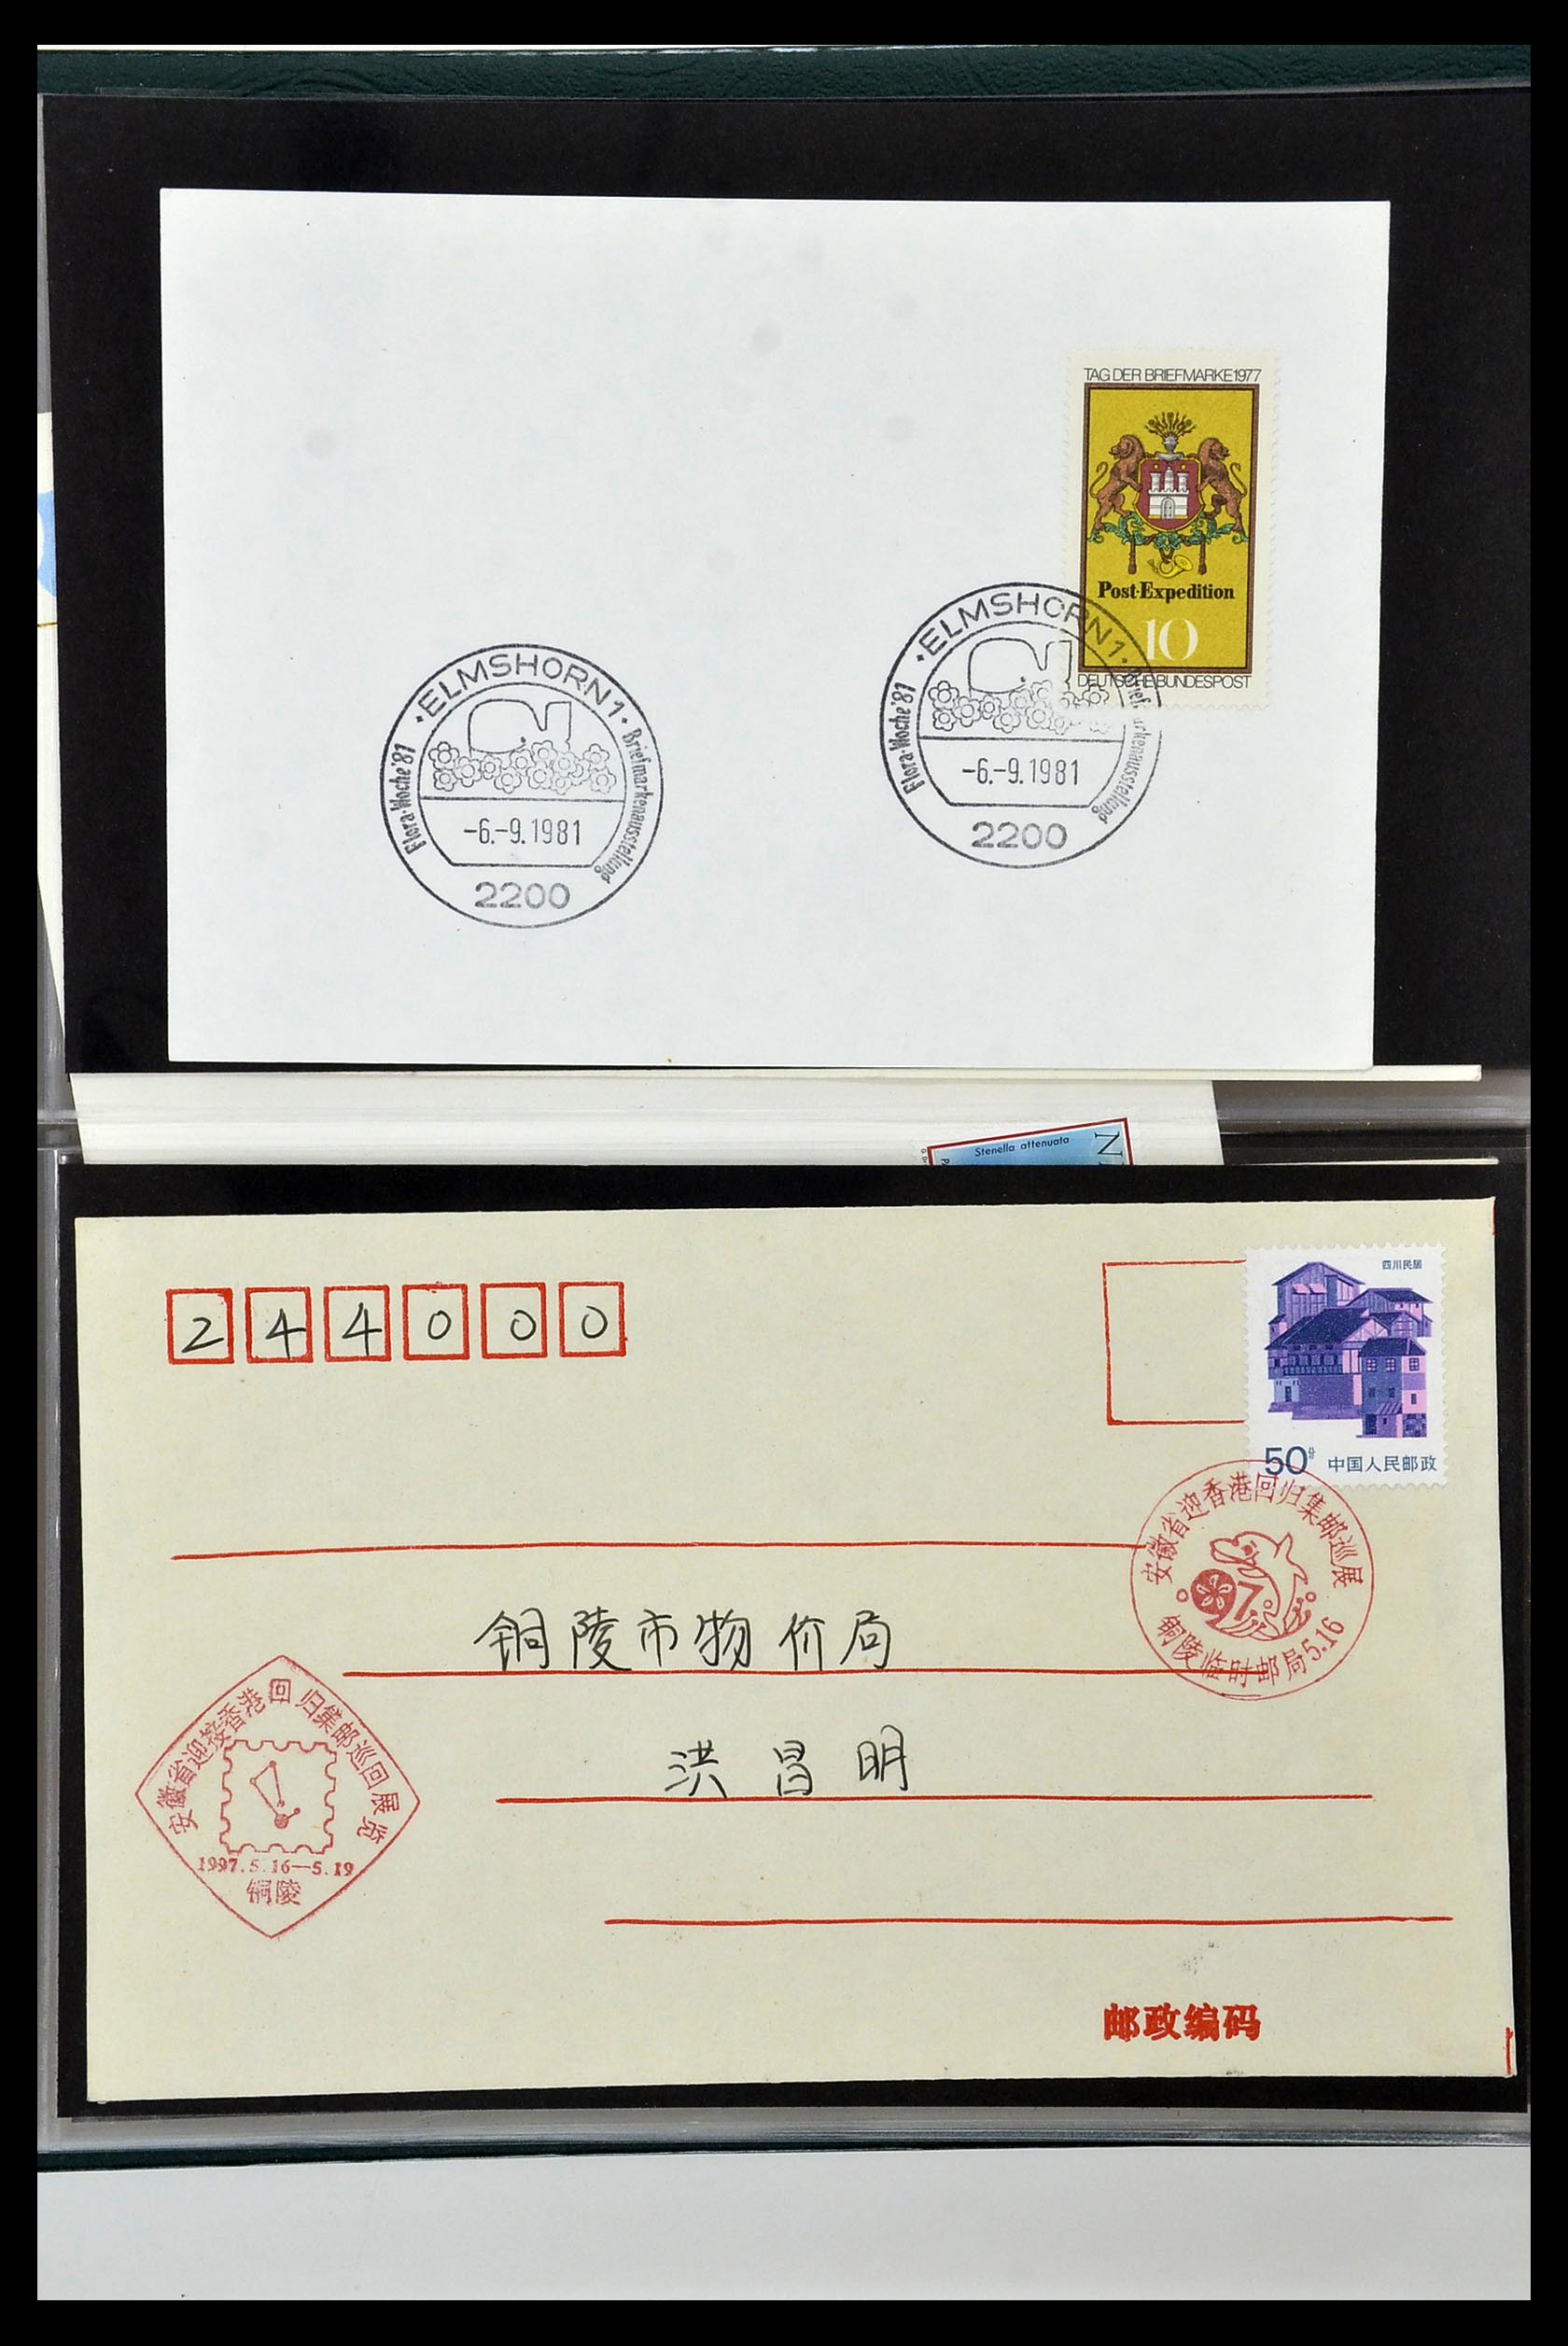 TAG DER BRIEFMARKE 1977
Post-Expedition
10
DEUTSCHE BUNDESPOST
ELMSHORN 1
Flora-Woche '81
Briefmarkenausstellung
-6.-9.1981
2200
ELMSHORN 1
Flora-Woche '81
Briefmarkenausstellung
-6.-9.1981
2200
Stenella attenuata
244000
四川民居
50分 中国人民邮政
安徽省迎香港回归集邮巡展
97
铜陵临时邮局5.16
铜陵市物价局
洪昌明
安徽省迎接香港回归集邮巡回展览
1997.5.16—5.19
铜陵
邮政编码